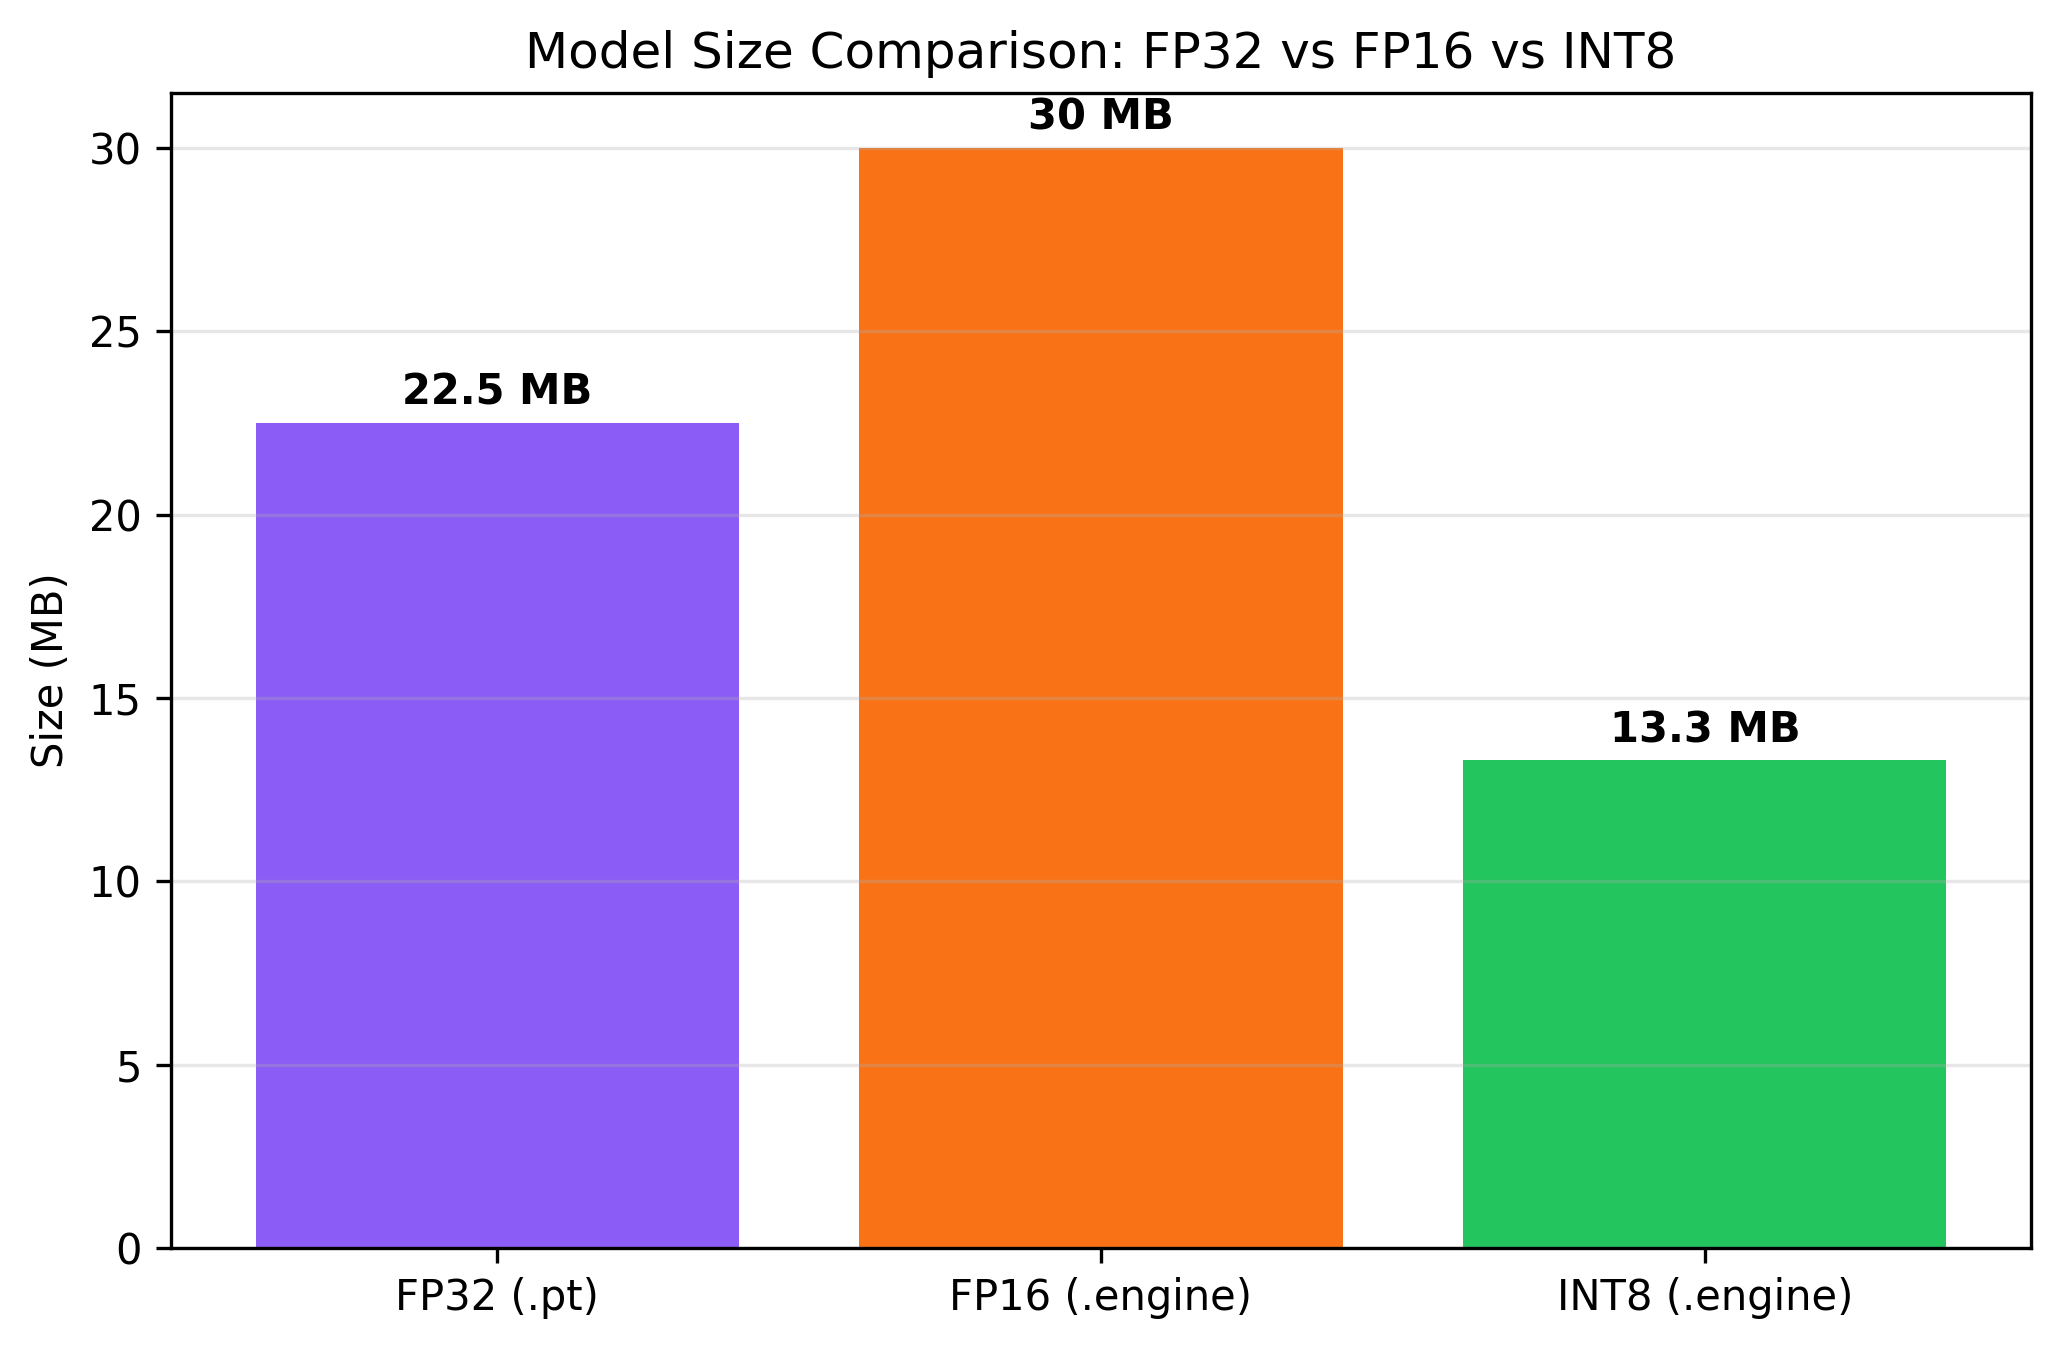 Model Size Comparison: FP32 vs FP16 vs INT8
30 MB
22.5 MB
13.3 MB
Size (MB)
30
25
20
15
10
5
0
FP32 (.pt)
FP16 (.engine)
INT8 (.engine)